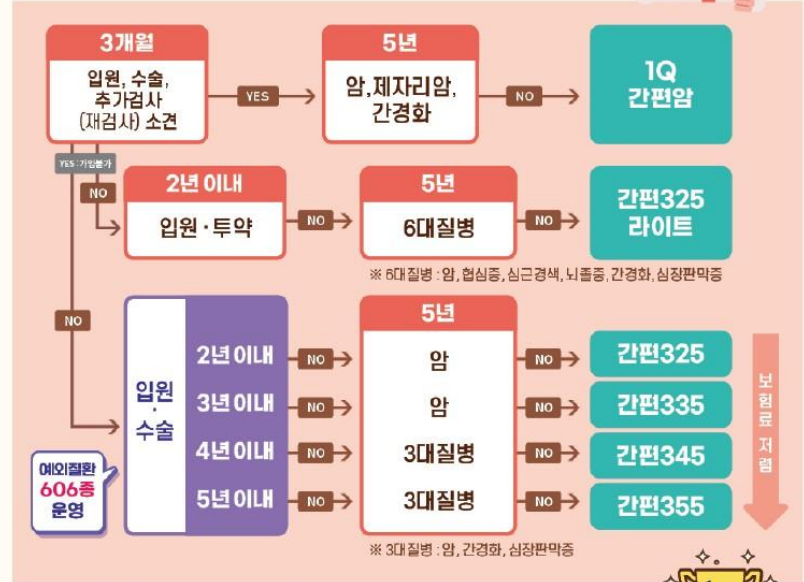 3개월
입원, 수술,
추가검사
(재검사) 소견
YES
5년
암,제자리암,
간경화
NO
1Q
간편암
YES:가입불가
NO
2년 이내
입원·투약
NO
5년
6대질병
NO
간편325
라이트
※ 6대질병 : 암, 협심증, 심근경색, 뇌졸중, 간경화, 심장판막증
NO
입원
·
수술
5년
2년 이내
NO
암
NO
간편325
3년 이내
NO
암
NO
간편335
4년 이내
NO
3대질병
NO
간편345
5년 이내
NO
3대질병
NO
간편355
예외질환
606종
운영
보험료 저렴
※ 3대질병 : 암, 간경화, 심장판막증